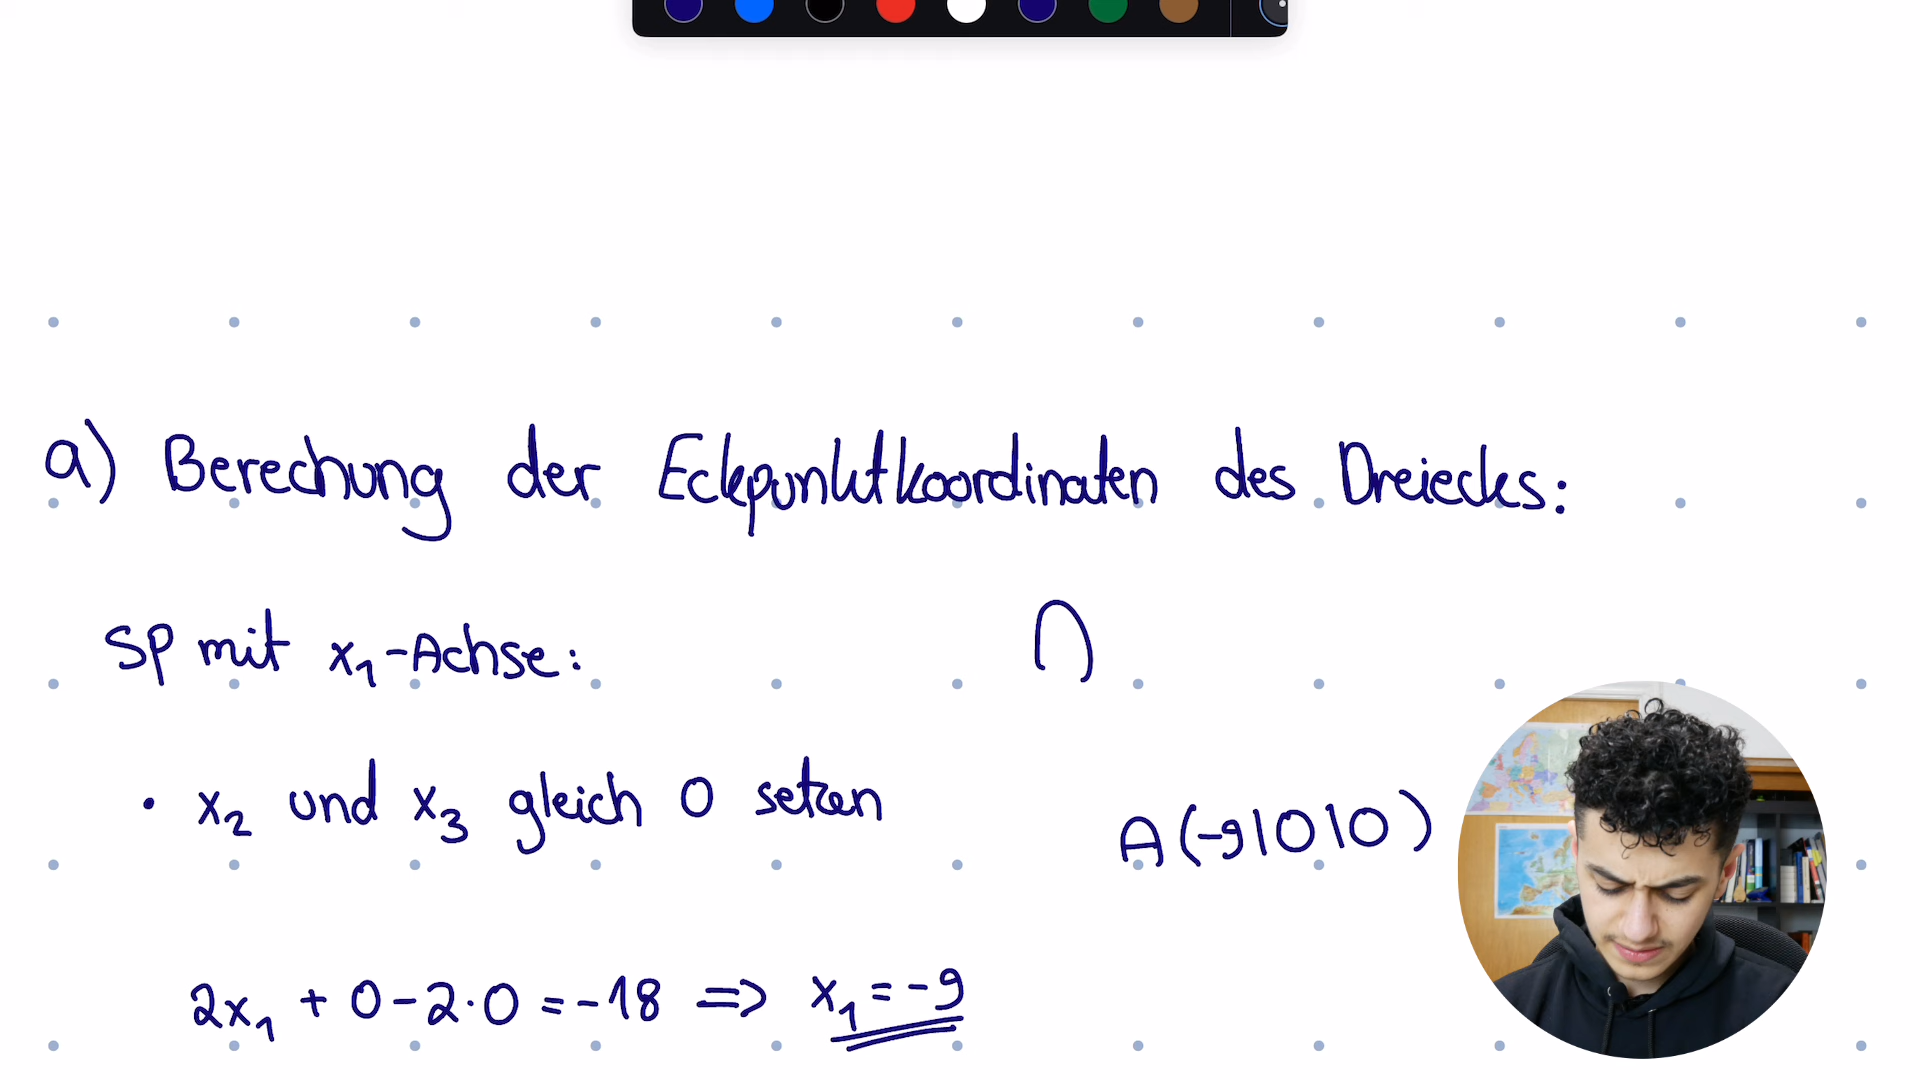 a) Berechung der Eckpunktkoordinaten des Dreiecks:
SP mit x₁-Achse:
• x₂ und x₃ gleich 0 setzen
A(-9|0|0)
2x₁ + 0 - 2·0 = -18 => x₁ = -9